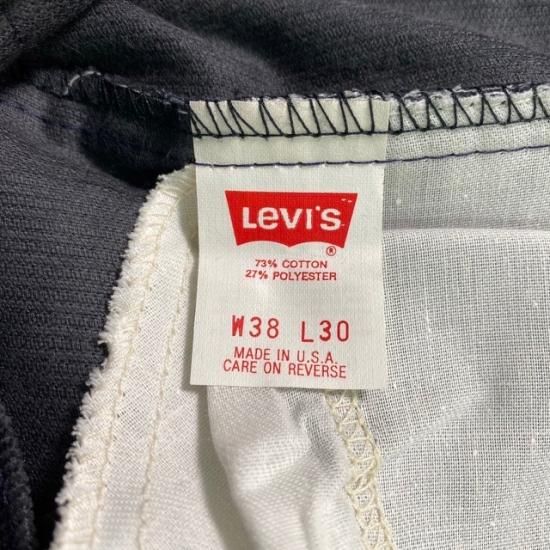 Levi's
®
73% COTTON
27% POLYESTER
W38 L30
MADE IN U.S.A.
CARE ON REVERSE